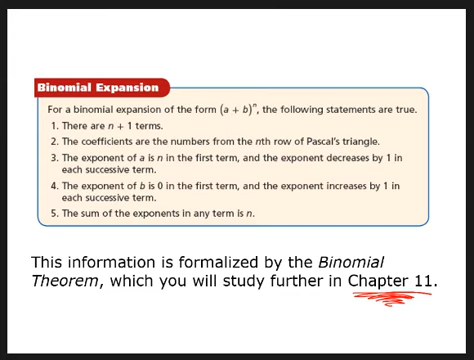 Binomial Expansion
For a binomial expansion of the form (a + b)ⁿ, the following statements are true.
1. There are n + 1 terms.
2. The coefficients are the numbers from the nth row of Pascal's triangle.
3. The exponent of a is n in the first term, and the exponent decreases by 1 in
each successive term.
4. The exponent of b is 0 in the first term, and the exponent increases by 1 in
each successive term.
5. The sum of the exponents in any term is n.
This information is formalized by the Binomial
Theorem, which you will study further in Chapter 11.